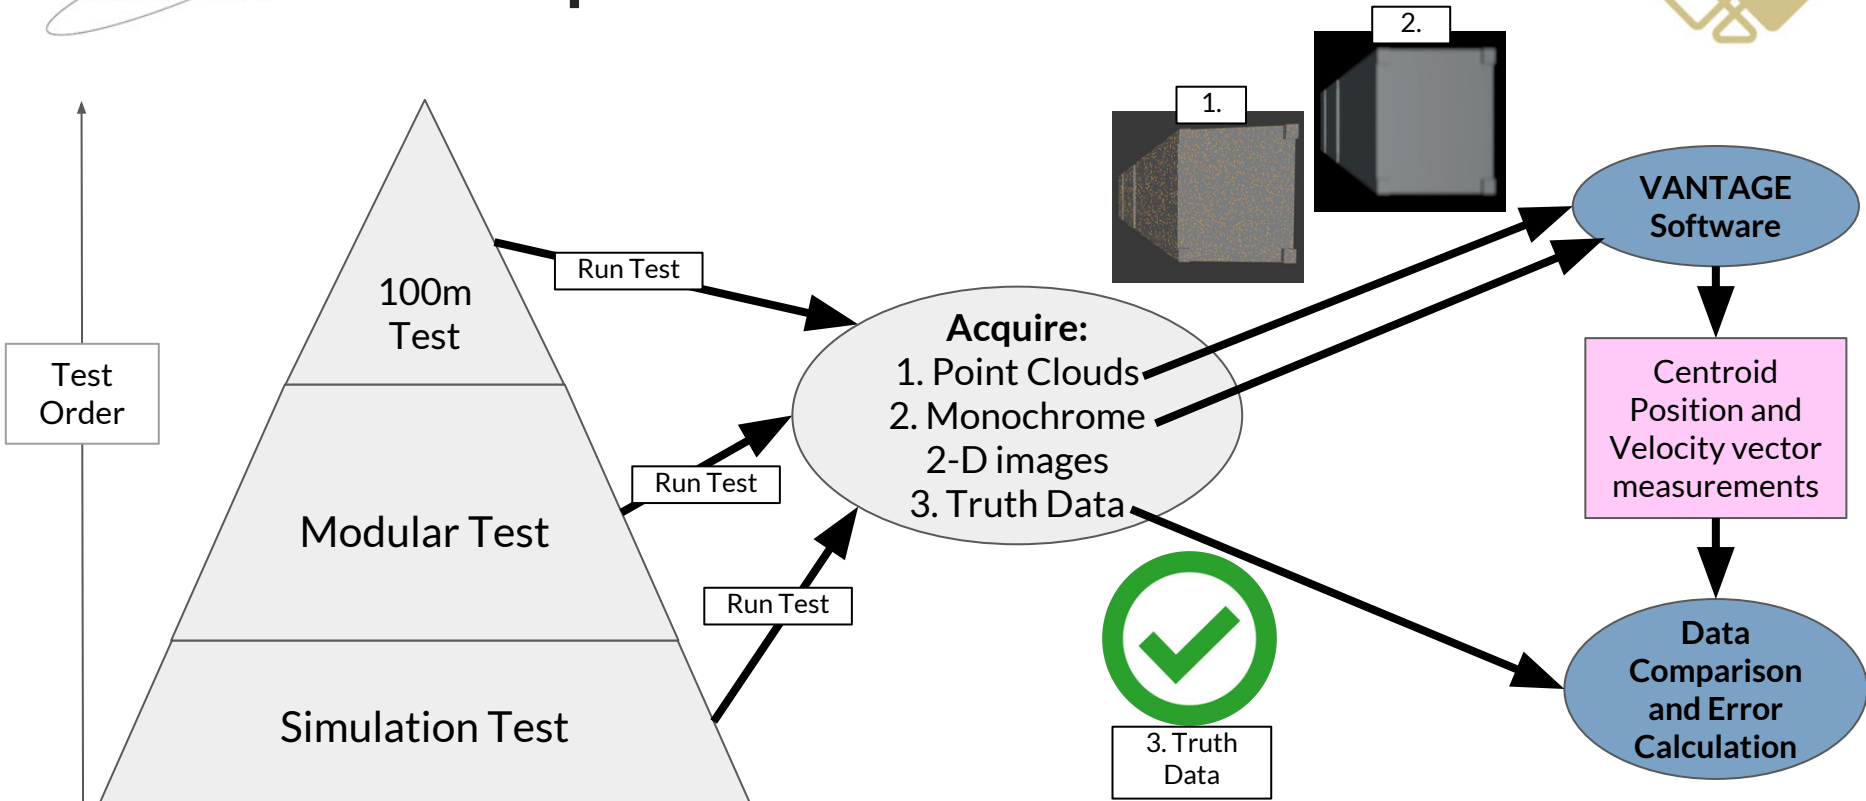 2.
1.
VANTAGE
Software
100m
Test
Run Test
Acquire:
1. Point Clouds
2. Monochrome
2-D images
3. Truth Data
Test
Order
Centroid
Position and
Velocity vector
measurements
Run Test
Modular Test
Run Test
Simulation Test
3. Truth
Data
Data
Comparison
and Error
Calculation